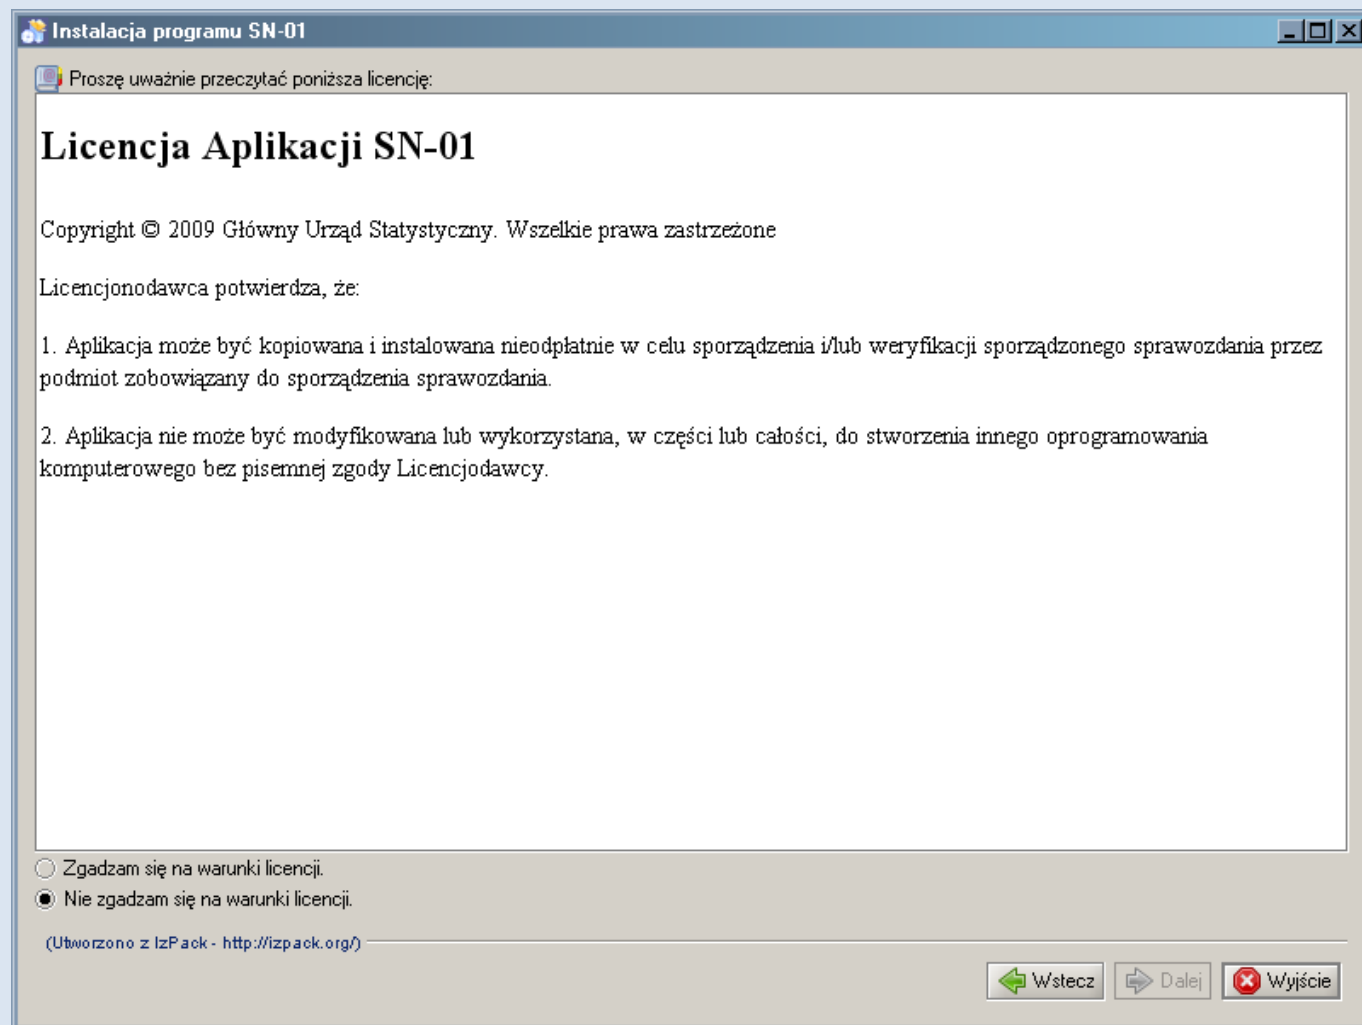 Instalacja programu SN-01
Proszę uważnie przeczytać poniższa licencję:
Licencja Aplikacji SN-01
Copyright © 2009 Główny Urząd Statystyczny. Wszelkie prawa zastrzeżone
Licencjonodawca potwierdza, że:
1. Aplikacja może być kopiowana i instalowana nieodpłatnie w celu sporządzenia i/lub weryfikacji sporządzonego sprawozdania przez
podmiot zobowiązany do sporządzenia sprawozdania.
2. Aplikacja nie może być modyfikowana lub wykorzystana, w części lub całości, do stworzenia innego oprogramowania
komputerowego bez pisemnej zgody Licencjodawcy.
Zgadzam się na warunki licencji.
Nie zgadzam się na warunki licencji.
(Utworzono z IzPack - http://izpack.org/)
Wstecz Dalej Wyjście